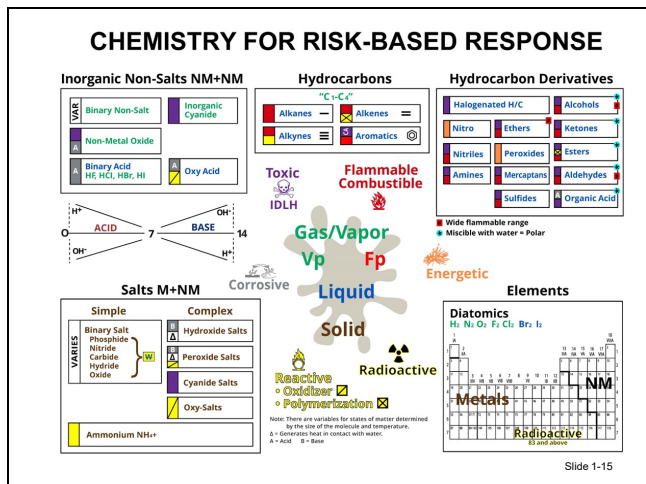 CHEMISTRY FOR RISK-BASED RESPONSE
Inorganic Non-Salts NM+NM
VAR
Binary Non-Salt
Inorganic
Cyanide
A
Non-Metal Oxide
A
Binary Acid
HF, HCl, HBr, HI
A
Oxy Acid
Hydrocarbons
"C₁-C₄"
Alkanes
Alkenes
Alkynes
Aromatics
Hydrocarbon Derivatives
Halogenated H/C
Alcohols
Nitro
Ethers
Ketones
Nitriles
Peroxides
Esters
Amines
Mercaptans
Aldehydes
Sulfides
A
Organic Acid
Wide flammable range
Miscible with water = Polar
H⁺
OH⁻
0
ACID
7
BASE
14
OH⁻
H⁺
Toxic
IDLH
Flammable
Combustible
Gas/Vapor
Vp
Fp
Liquid
Solid
Corrosive
Energetic
Reactive
• Oxidizer
• Polymerization
Radioactive
Note: There are variables for states of matter determined
by the size of the molecule and temperature.
Δ = Generates heat in contact with water.
A = Acid B = Base
Salts M+NM
Simple
Complex
VARIES
Binary Salt
Phosphide
Nitride
Carbide
Hydride
Oxide
W
B
Δ
Hydroxide Salts
B
Δ
Peroxide Salts
Cyanide Salts
Oxy-Salts
Ammonium NH₄+
Elements
Diatomics
H₂ N₂ O₂ F₂ Cl₂ Br₂ I₂
Metals
NM
Radioactive
83 and above
Slide 1-15